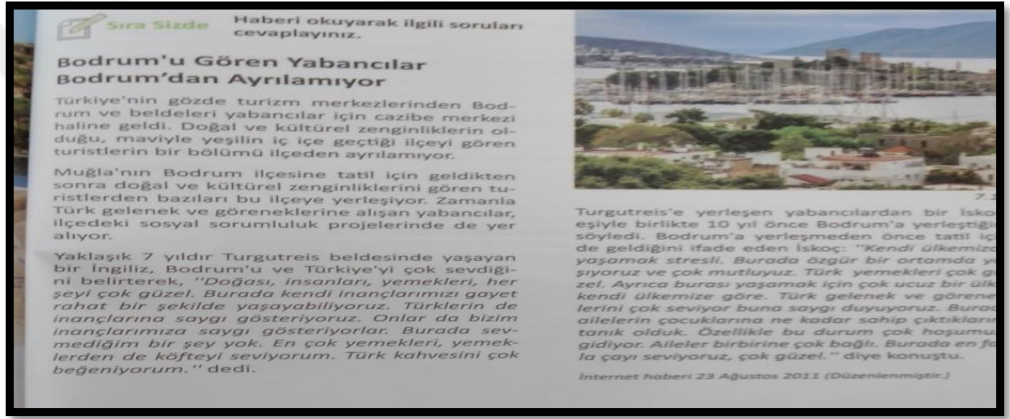 Sıra Sizde
Haberi okuyarak ilgili soruları
cevaplayınız.
Bodrum'u Gören Yabancılar
Bodrum’dan Ayrılamıyor
Türkiye'nin gözde turizm merkezlerinden Bod-
rum ve beldeleri yabancılar için cazibe merkezi
haline geldi. Doğal ve kültürel zenginliklerin ol-
duğu, maviyle yeşilin iç içe geçtiği ilçeyi gören
turistlerin bir bölümü ilçeden ayrılamıyor.
Muğla'nın Bodrum ilçesine tatil için geldikten
sonra doğal ve kültürel zenginliklerini gören tu-
ristlerden bazıları bu ilçeye yerleşiyor. Zamanla
Türk gelenek ve göreneklerine alışan yabancılar,
ilçedeki sosyal sorumluluk projelerinde de yer
alıyor.
Yaklaşık 7 yıldır Turgutreis beldesinde yaşayan
bir İngiliz, Bodrum'u ve Türkiye'yi çok sevdiği-
ni belirterek, "Doğası, insanları, yemekleri, her
şeyi çok güzel. Burada kendi inançlarımızı gayet
rahat bir şekilde yaşayabiliyoruz. Türklerin de
inançlarına saygı gösteriyoruz. Onlar da bizim
inançlarımıza saygı gösteriyorlar. Burada sev-
mediğim bir şey yok. En çok yemekleri, yemek-
lerden de köfteyi seviyorum. Türk kahvesini çok
beğeniyorum." dedi.
7.1
Turgutreis'e yerleşen yabancılardan bir İsko
eşiyle birlikte 10 yıl önce Bodrum'a yerleştiği
söyledi. Bodrum'a yerleşmeden önce tatil iç
de geldiğini ifade eden İskoç: "Kendi ülkemizd
yaşamak stresli. Burada özgür bir ortamda y
şıyoruz ve çok mutluyuz. Türk yemekleri çok g
zel. Ayrıca burası yaşamak için çok ucuz bir ülk
kendi ülkemize göre. Türk gelenek ve görene
lerini çok seviyor buna saygı duyuyoruz. Burad
ailelerin çocuklarına ne kadar sahip çıktıkların
tanık olduk. Özellikle bu durum çok hoşumu
gidiyor. Aileler birbirine çok bağlı. Burada en fa
la çayı seviyoruz, çok güzel." diye konuştu.
İnternet haberi 23 Ağustos 2011 (Düzenlenmiştir.)